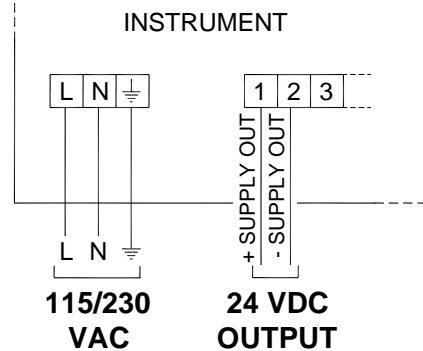 INSTRUMENT
L N
1 2 3
+ SUPPLY OUT
- SUPPLY OUT
L N
115/230
VAC
24 VDC
OUTPUT